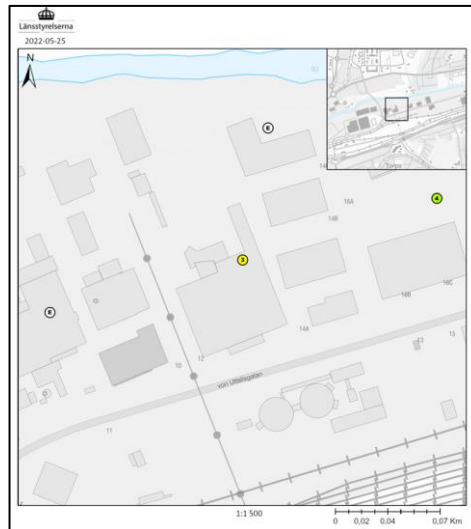 Länsstyrelserna
2022-05-25
N
E
16A
14B
4
3
16B
16C
E
14A
15
13
10
12
von Utfallsgatan
11
1:1 500
0 0,02 0,04 0,07 Km